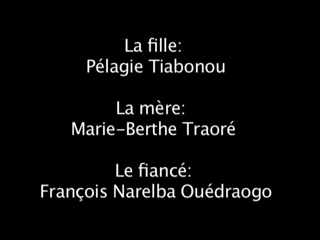 La fille:
Pélagie Tiabonou
La mère:
Marie-Berthe Traoré
Le fiancé:
François Narelba Ouédraogo